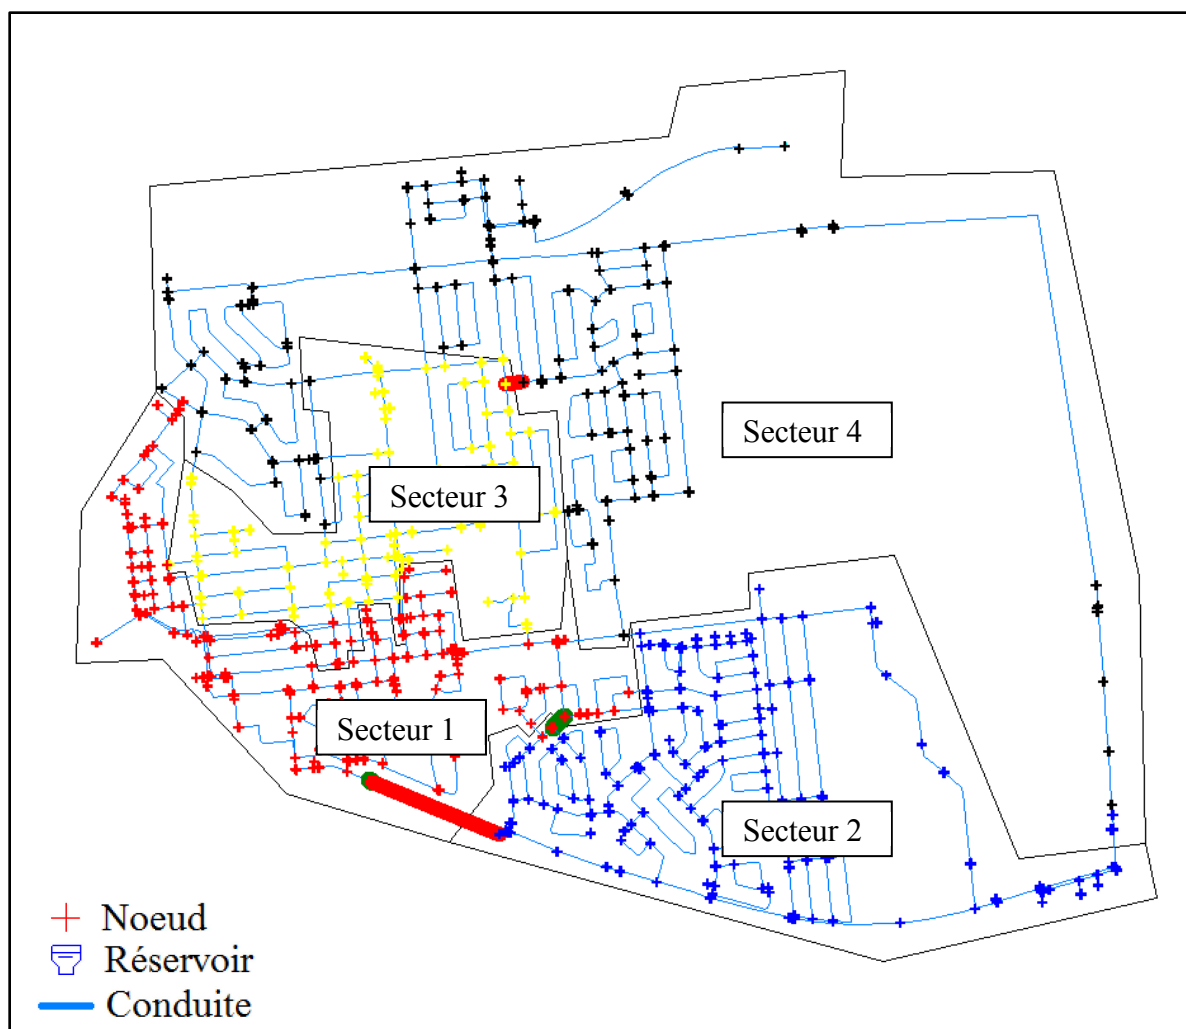 Secteur 4
Secteur 3
Secteur 1
Secteur 2
Noeud
Réservoir
Conduite